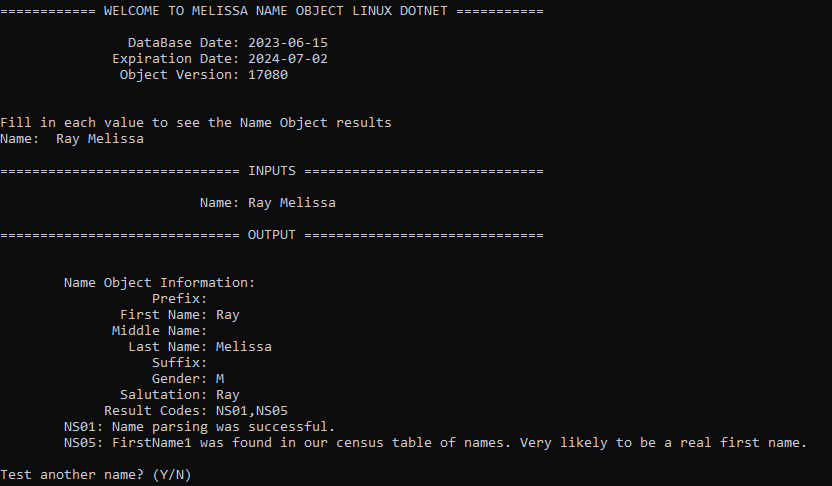 ============ WELCOME TO MELISSA NAME OBJECT LINUX DOTNET ===========
DataBase Date: 2023-06-15
Expiration Date: 2024-07-02
Object Version: 17080
Fill in each value to see the Name Object results
Name:  Ray Melissa
============================== INPUTS ==============================
Name: Ray Melissa
============================== OUTPUT ==============================
Name Object Information:
Prefix:
First Name: Ray
Middle Name:
Last Name: Melissa
Suffix:
Gender: M
Salutation: Ray
Result Codes: NS01,NS05
NS01: Name parsing was successful.
NS05: FirstName1 was found in our census table of names. Very likely to be a real first name.
Test another name? (Y/N)